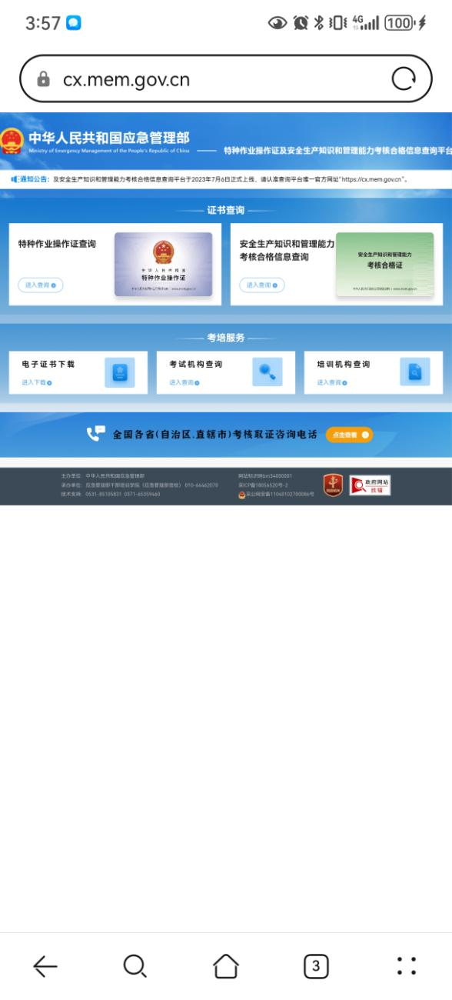 3:57
4G
100
cx.mem.gov.cn
中华人民共和国应急管理部
Ministry of Emergency Management of the People's Republic of China
特种作业操作证及安全生产知识和管理能力考核合格信息查询平台
通知公告：及安全生产知识和管理能力考核合格信息查询平台于2023年7月6日正式上线，请认准查询平台唯一官方网址"https://cx.mem.gov.cn"。
证书查询
特种作业操作证查询
进入查询
中华人民共和国
特种作业操作证
安全生产知识和管理能力
考核合格信息查询
进入查询
安全生产知识和管理能力
考核合格证
考培服务
电子证书下载
进入下载
考试机构查询
进入查询
培训机构查询
进入查询
全国各省(自治区、直辖市)考核取证咨询电话
点击查看
主办单位：中华人民共和国应急管理部
承办单位：应急管理部干部培训学院（应急管理部党校） 010-64462070
技术支持：0531-85105831 0371-65359460
网站标识码bm34000001
京ICP备18056520号-2
京公网安备11040102700086号
政府网站
找错
3